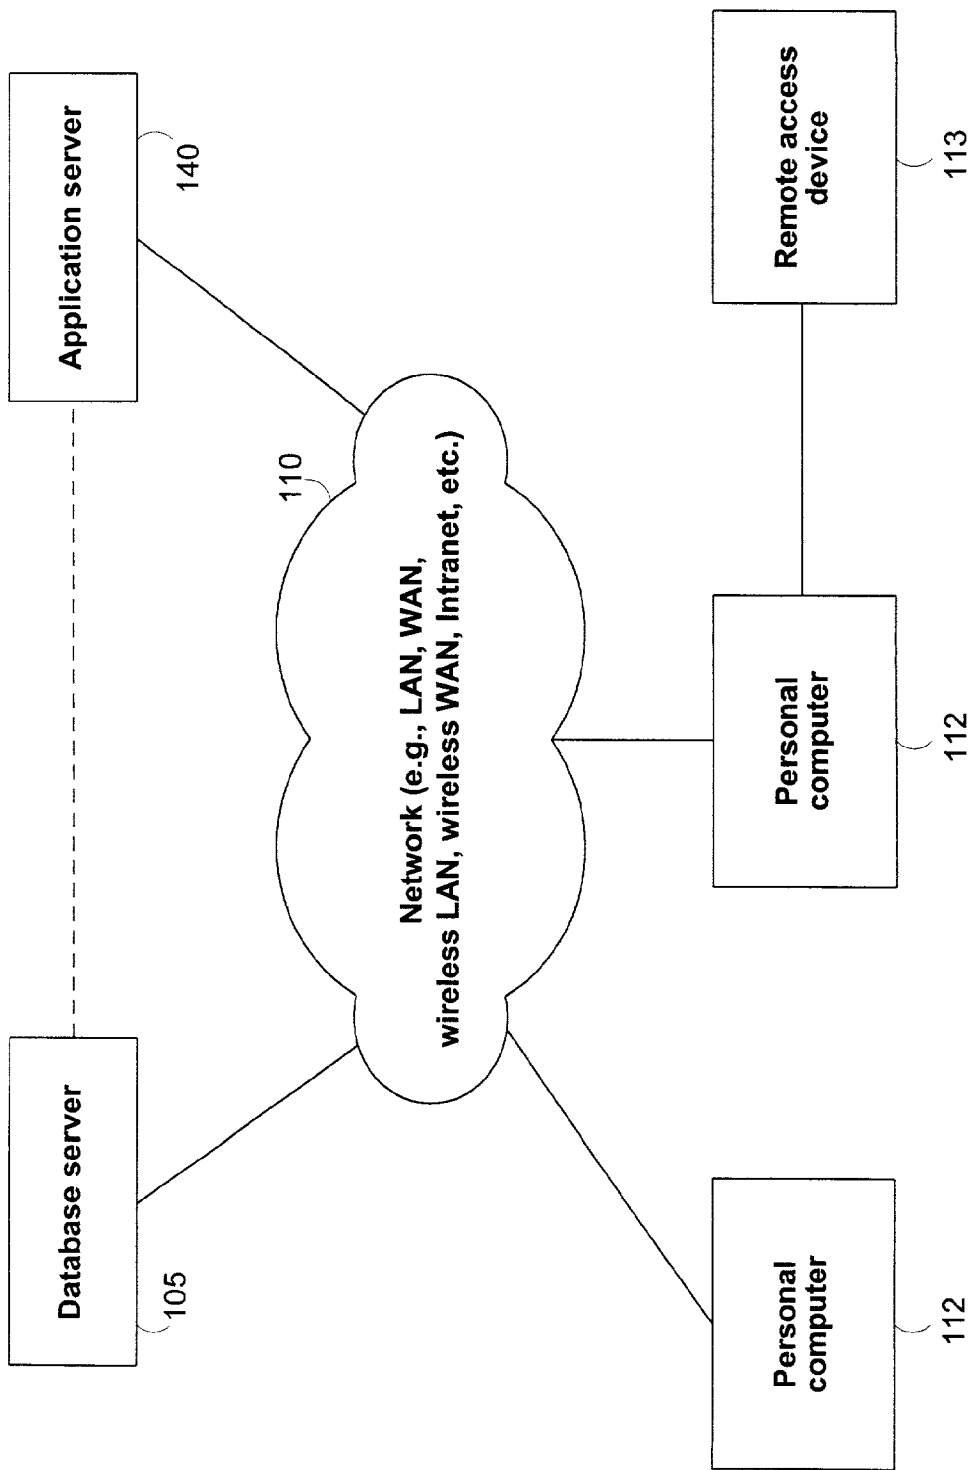 Database server
105
Application server
140
110
Network (e.g., LAN, WAN,
wireless LAN, wireless WAN, Intranet, etc.)
Personal
computer
112
Personal
computer
112
Remote access
device
113